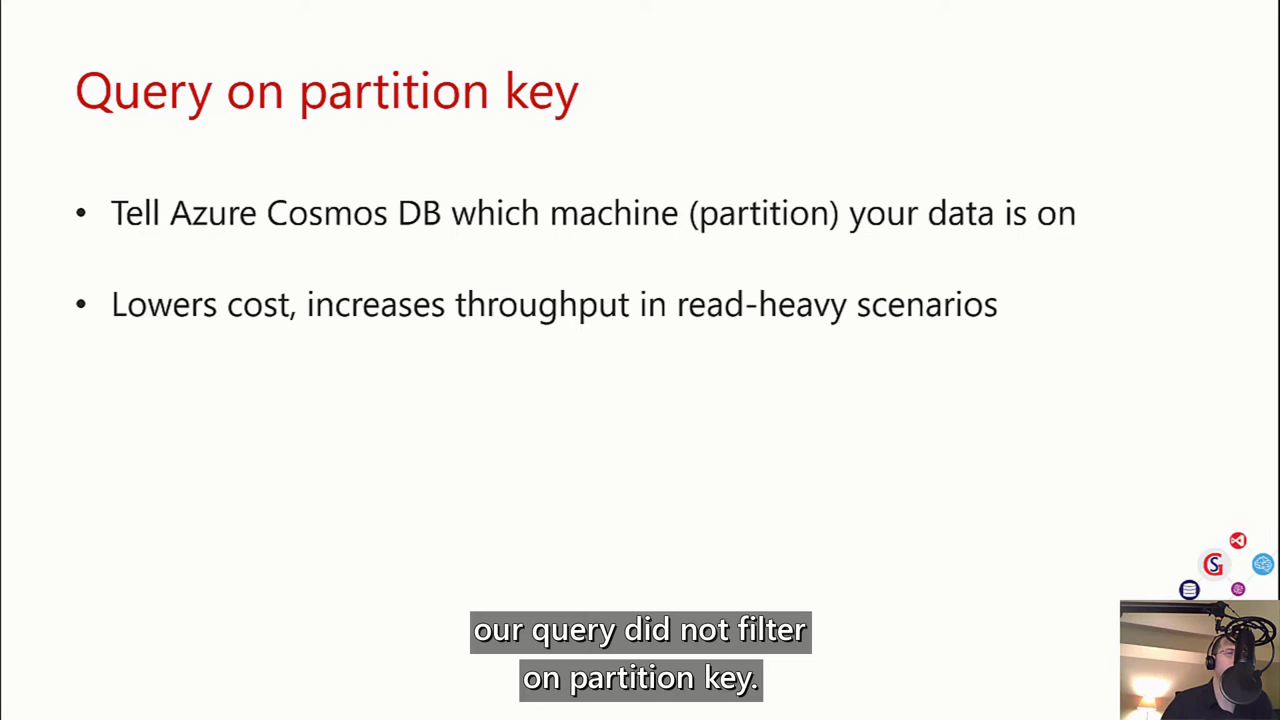 Query on partition key
• Tell Azure Cosmos DB which machine (partition) your data is on
• Lowers cost, increases throughput in read-heavy scenarios
SG
our query did not filter
on partition key.